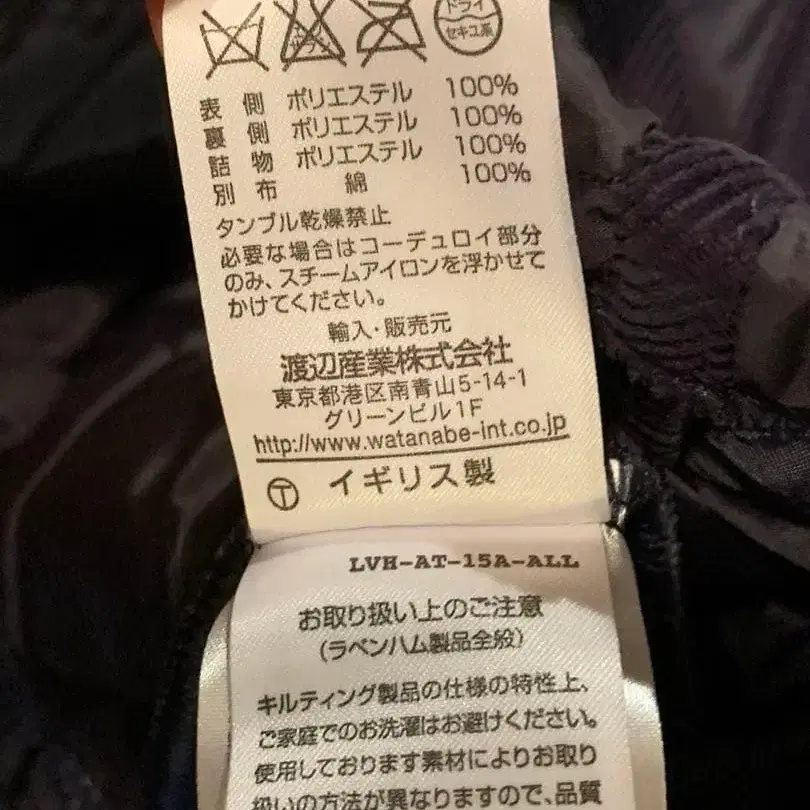 ドライ
セキユ系
表側 ポリエステル 100%
裏側 ポリエステル 100%
詰物 ポリエステル 100%
別布 綿 100%
タンブル乾燥禁止
必要な場合はコーデュロイ部分
のみ、スチームアイロンを浮かせて
かけてください。
輸入・販売元
渡辺産業株式会社
東京都港区南青山5-14-1
グリーンビル1F
http://www.watanabe-int.co.jp
Ⓣ イギリス製
LVH-AT-15A-ALL
お取り扱い上のご注意
(ラベンハム製品全般)
キルティング製品の仕様の特性上、
ご家庭でのお洗濯はお避けください。
使用しております素材によりお取り
扱いの方法が異なりますので、品質